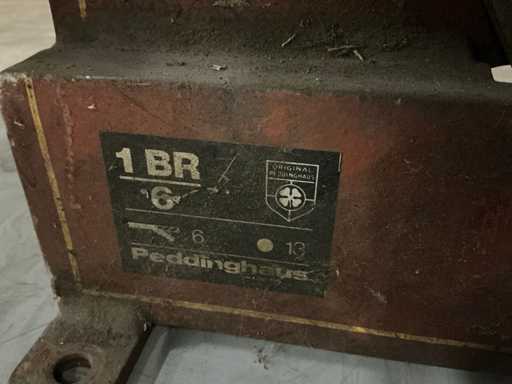 1 BR
/6
ORIGINAL
PEDDINGHAUS
6 13
Peddinghaus